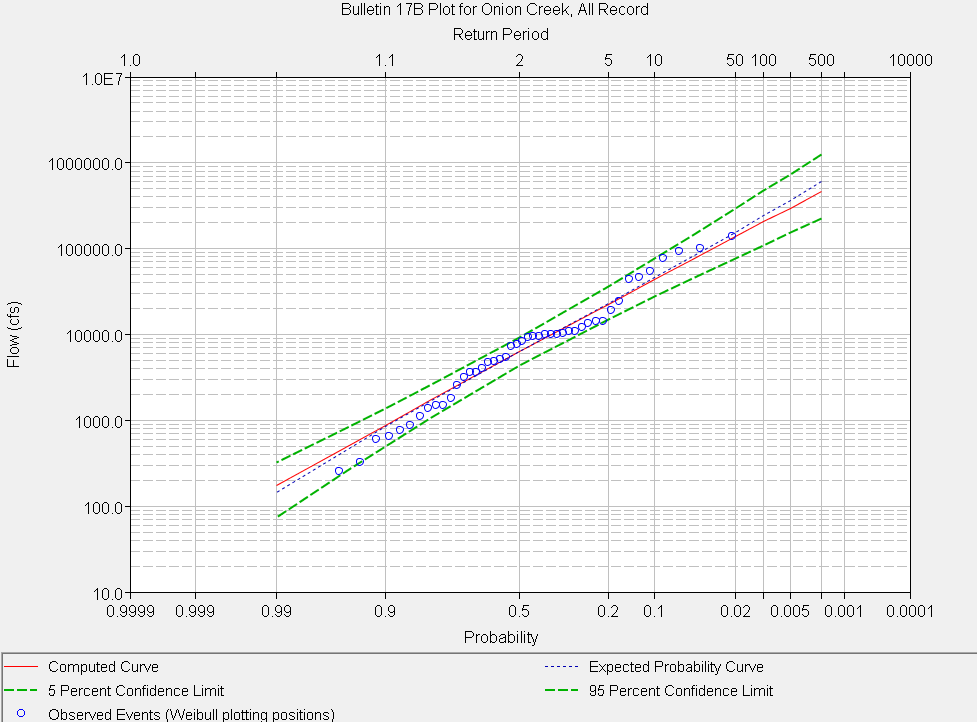 Bulletin 17B Plot for Onion Creek, All Record
Return Period
1.0 1.1 2 5 10 50 100 500 10000
1.0E7
1000000.0
100000.0
10000.0
1000.0
100.0
10.0
Flow (cfs)
0.9999 0.999 0.99 0.9 0.5 0.2 0.1 0.02 0.005 0.001 0.0001
Probability
Computed Curve Expected Probability Curve
5 Percent Confidence Limit 95 Percent Confidence Limit
Observed Events (Weibull plotting positions)